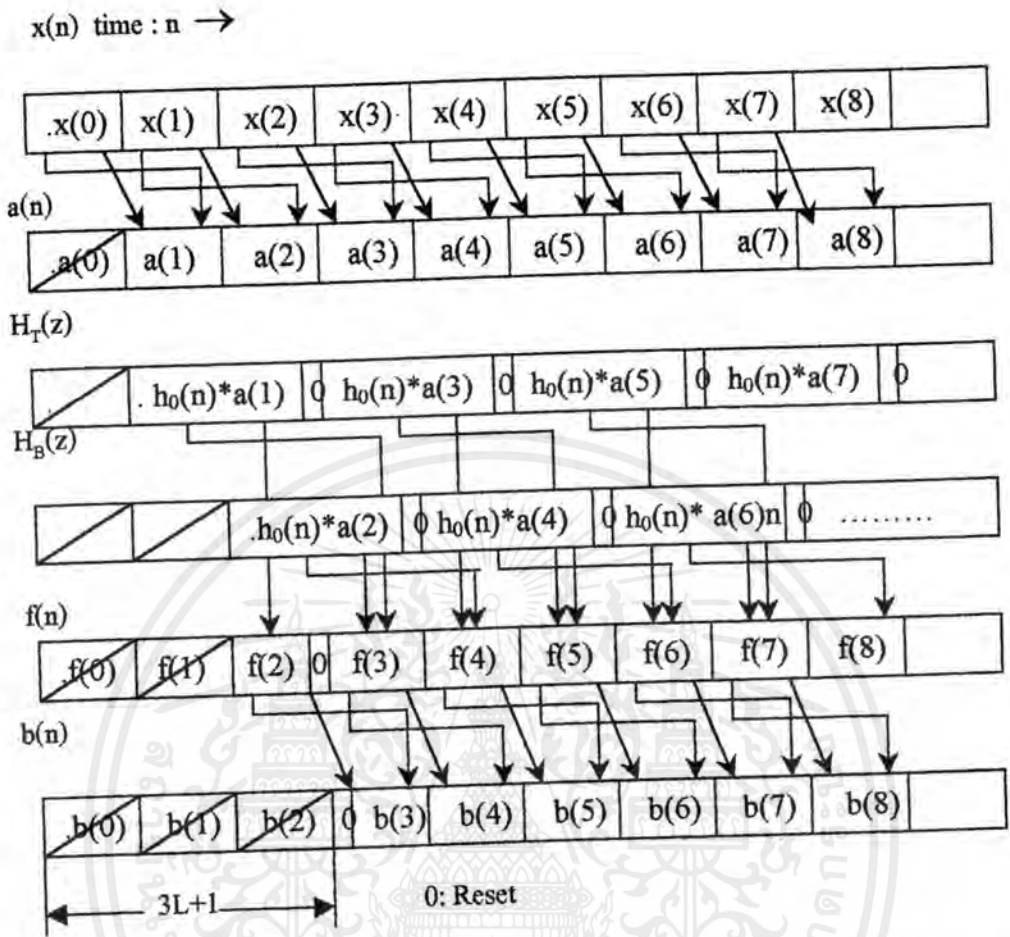 x(n) time : n →
.x(0) x(1) x(2) x(3) x(4) x(5) x(6) x(7) x(8)
a(n)
.a(0) a(1) a(2) a(3) a(4) a(5) a(6) a(7) a(8)
H_T(z)
. h₀(n)*a(1) 0 h₀(n)*a(3) 0 h₀(n)*a(5) 0 h₀(n)*a(7) 0
H_B(z)
.h₀(n)*a(2) 0 h₀(n)*a(4) 0 h₀(n)* a(6)n 0 .........
f(n)
.f(0) f(1) f(2) 0 f(3) f(4) f(5) f(6) f(7) f(8)
b(n)
.b(0) b(1) b(2) 0 b(3) b(4) b(5) b(6) b(7) b(8)
3L+1
0: Reset